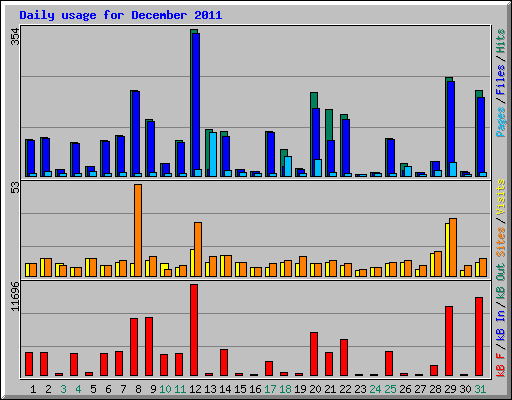 Daily usage for December 2011
354
Pages / Files / Hits
53
Sites / Visits
11696
kB F / kB In / kB Out
1 2 3 4 5 6 7 8 9 10 11 12 13 14 15 16 17 18 19 20 21 22 23 24 25 26 27 28 29 30 31